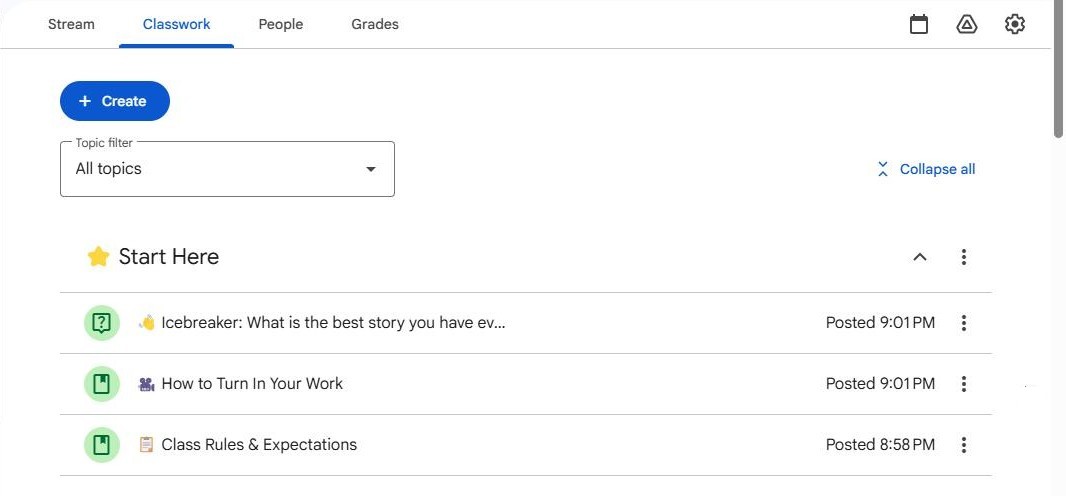 Stream Classwork People Grades
+ Create
Topic filter
All topics
Collapse all
⭐ Start Here
👋 Icebreaker: What is the best story you have ev...
Posted 9:01 PM
🎥 How to Turn In Your Work
Posted 9:01 PM
📋 Class Rules & Expectations
Posted 8:58 PM